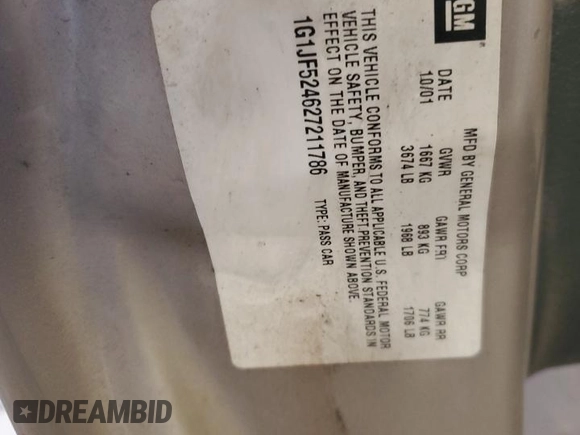 GM®
MFD BY GENERAL MOTORS CORP
DATE GVWR GAWR FRT GAWR RR
10/01 1667 KG 893 KG 774 KG
3674 LB 1968 LB 1706 LB
THIS VEHICLE CONFORMS TO ALL APPLICABLE U.S. FEDERAL MOTOR
VEHICLE SAFETY, BUMPER, AND THEFT PREVENTION STANDARDS IN
EFFECT ON THE DATE OF MANUFACTURE SHOWN ABOVE.
1G1JF524627211786 TYPE: PASS CAR
DREAMBID